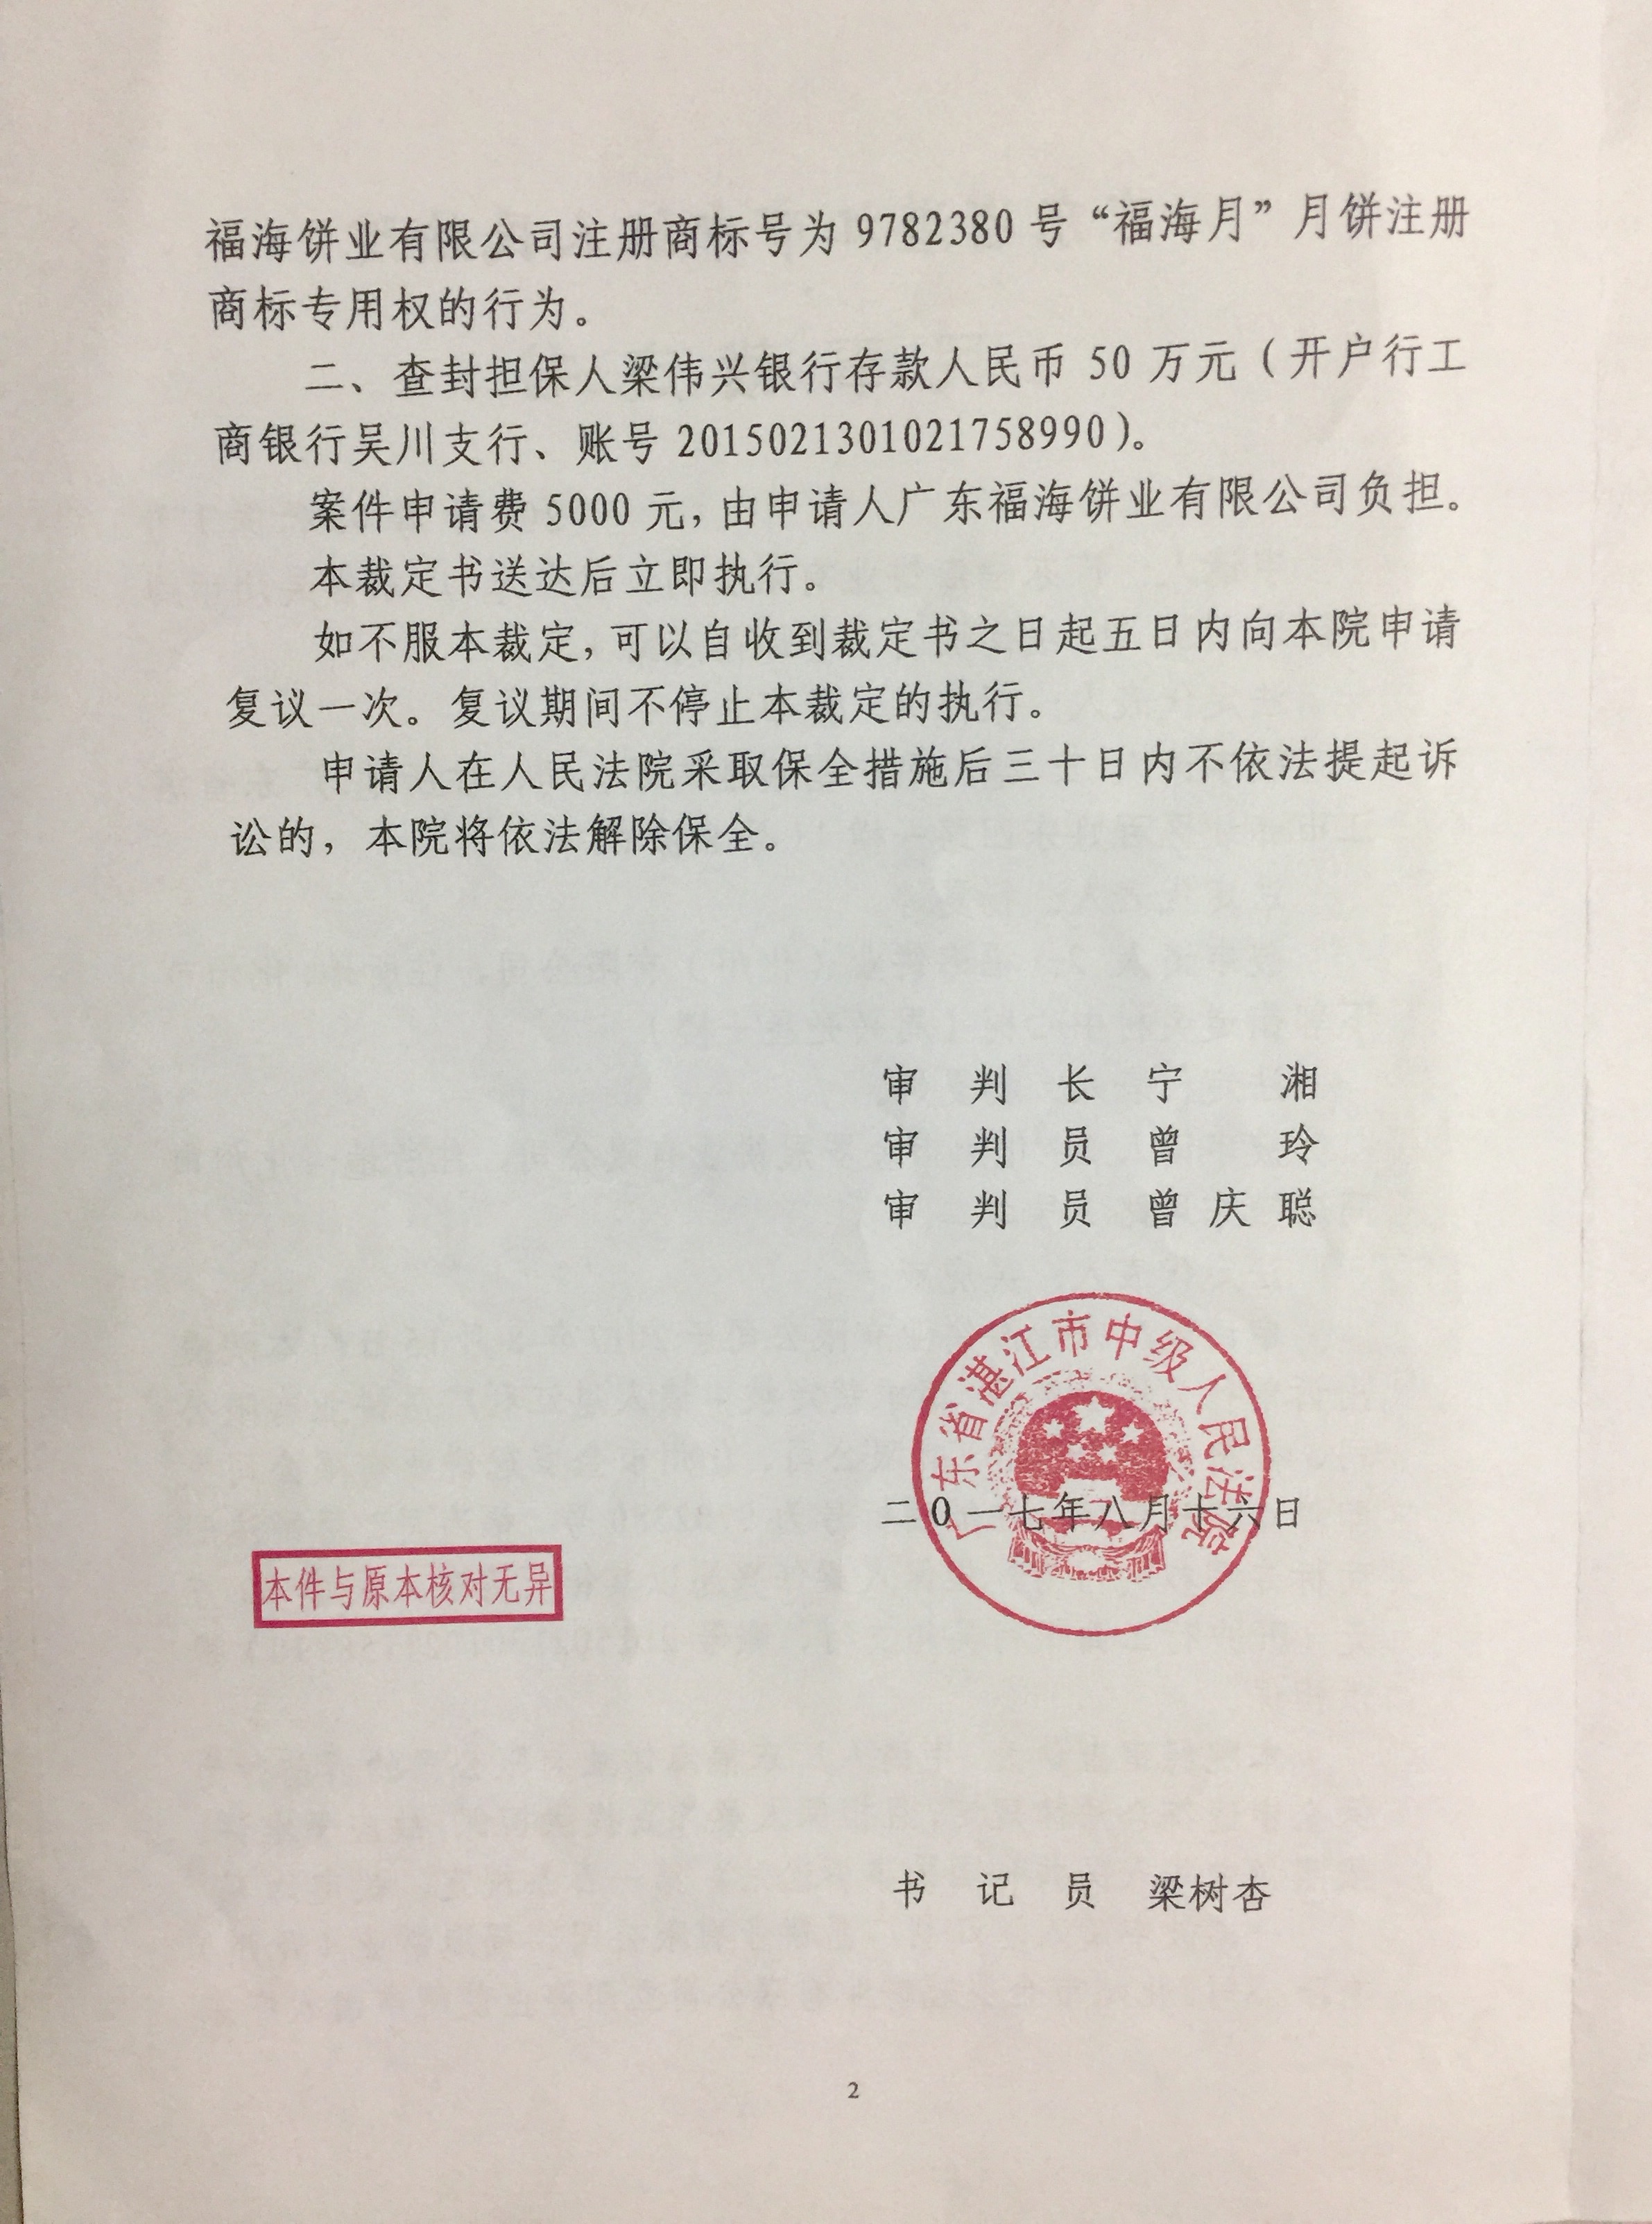 福海饼业有限公司注册商标号为 9782380 号“福海月”月饼注册
商标专用权的行为。
二、查封担保人梁伟兴银行存款人民币 50 万元（开户行工
商银行吴川支行、账号 2015021301021758990）。
案件申请费 5000 元，由申请人广东福海饼业有限公司负担。
本裁定书送达后立即执行。
如不服本裁定，可以自收到裁定书之日起五日内向本院申请
复议一次。复议期间不停止本裁定的执行。
申请人在人民法院采取保全措施后三十日内不依法提起诉
讼的，本院将依法解除保全。
审 判 长 宁 湘
审 判 员 曾 玲
审 判 员 曾 庆 聪
广东省湛江市中级人民法院
二0一七年八月十六日
本件与原本核对无异
书 记 员 梁树杏
2